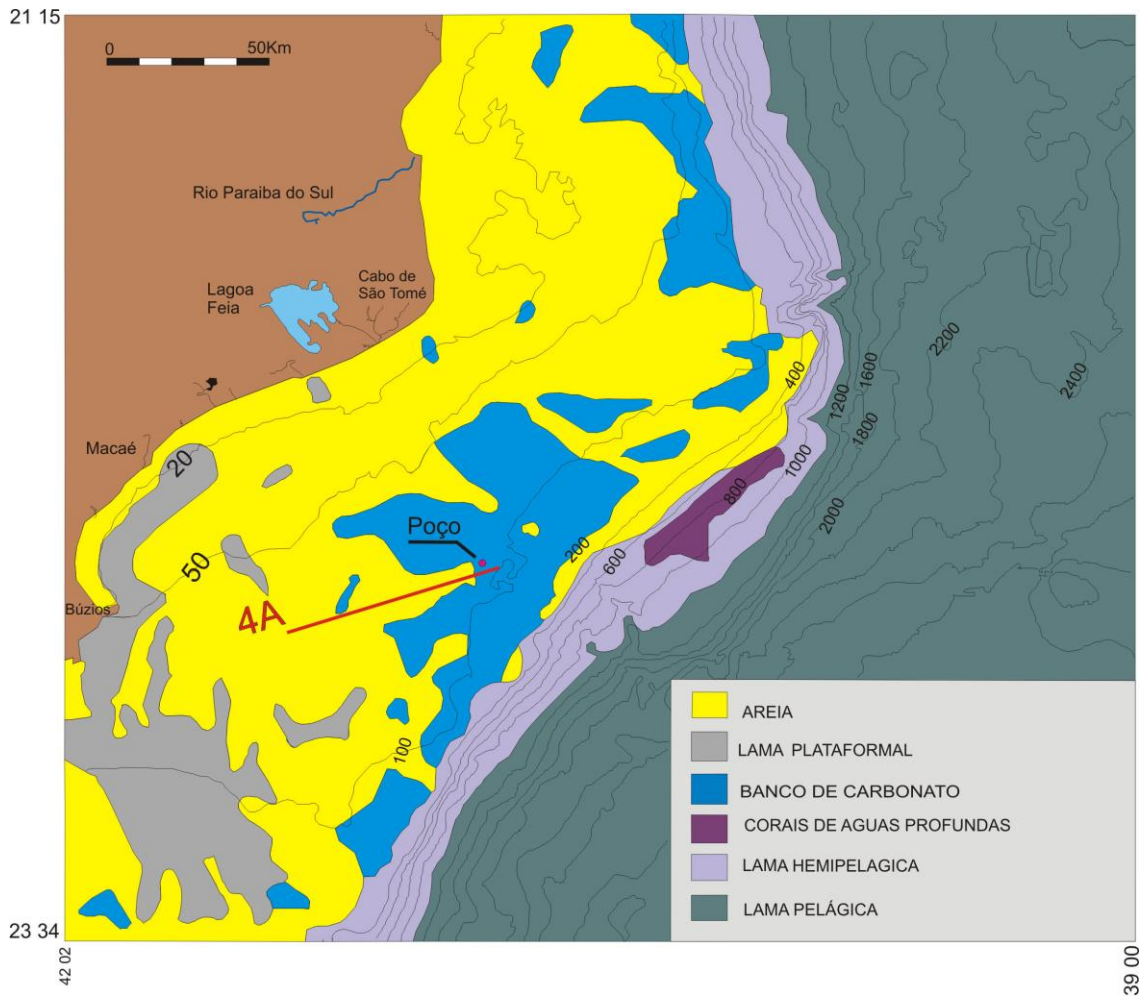 21 15
0 50Km
Rio Paraiba do Sul
Cabo de
São Tomé
Lagoa
Feia
2200
400
1600
2400
1200
1800
Macaé
20
1000
800
2000
Poço
50
200
600
4A
Búzios
100
AREIA
LAMA PLATAFORMAL
BANCO DE CARBONATO
CORAIS DE AGUAS PROFUNDAS
LAMA HEMIPELAGICA
LAMA PELÁGICA
23 34
42 02
39 00